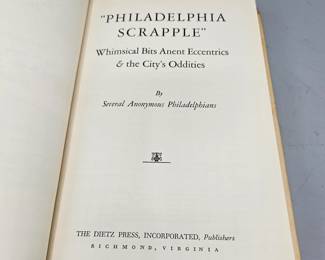 "PHILADELPHIA
SCRAPPLE"
Whimsical Bits Anent Eccentrics
& the City's Oddities
By
Several Anonymous Philadelphians
THE DIETZ PRESS, INCORPORATED, Publishers
RICHMOND, VIRGINIA